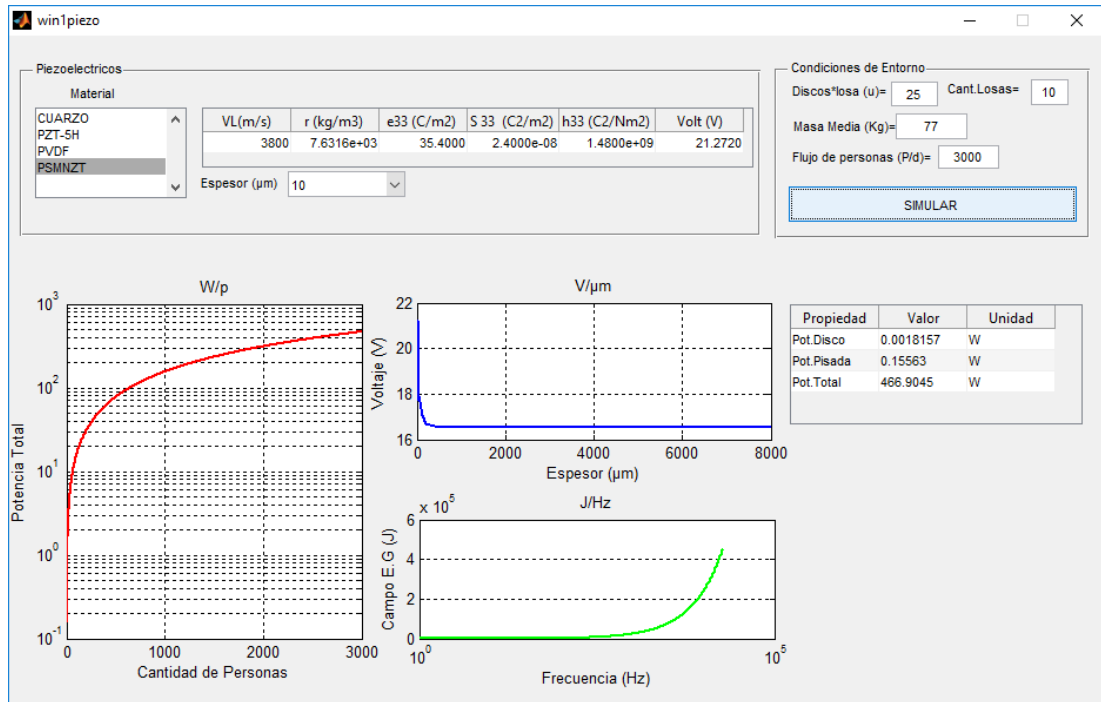 win1piezo
Piezoelectricos
Material
CUARZO
PZT-5H
PVDF
PSMNZT
VL(m/s) r (kg/m3) e33 (C/m2) S 33 (C2/m2) h33 (C2/Nm2) Volt (V)
3800 7.6316e+03 35.4000 2.4000e-08 1.4800e+09 21.2720
Espesor (µm) 10
Condiciones de Entorno
Discos*losa (u)= 25 Cant.Losas= 10
Masa Media (Kg)= 77
Flujo de personas (P/d)= 3000
SIMULAR
W/p
10^3
10^2
10^1
10^0
10^-1
Potencia Total
0 1000 2000 3000
Cantidad de Personas
V/µm
22
20
18
16
Voltaje (V)
0 2000 4000 6000 8000
Espesor (µm)
J/Hz
x 10^5
6
4
2
0
Campo E.G (J)
10^0 10^5
Frecuencia (Hz)
Propiedad Valor Unidad
Pot.Disco 0.0018157 W
Pot.Pisada 0.15563 W
Pot.Total 466.9045 W